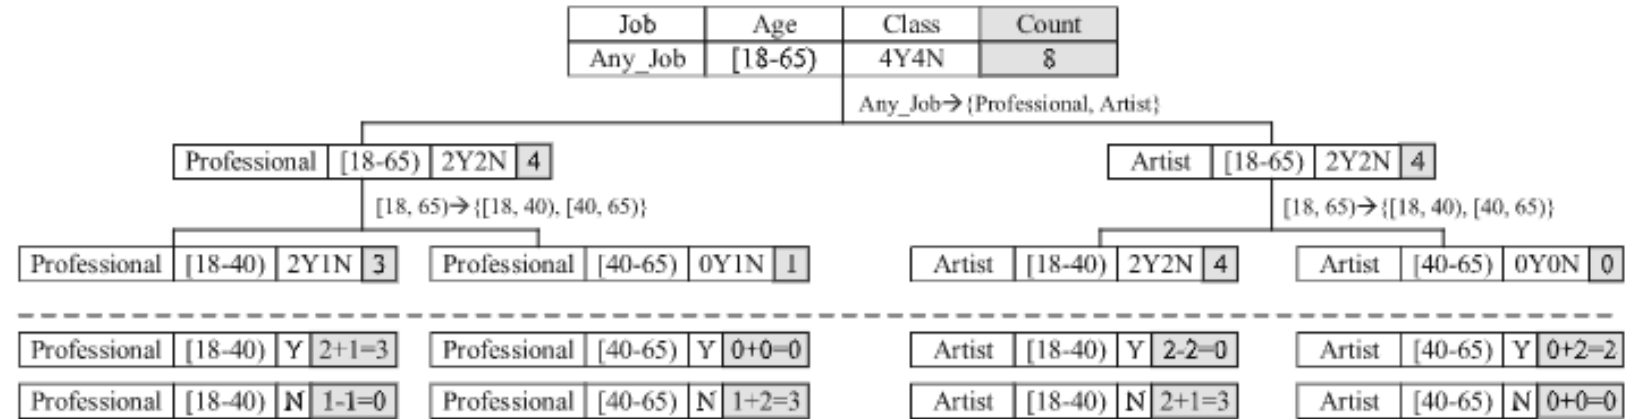 Job Age Class Count
Any_Job [18-65) 4Y4N 8
Any_Job→{Professional, Artist}
Professional [18-65) 2Y2N 4 Artist [18-65) 2Y2N 4
[18, 65)→{[18, 40), [40, 65)} [18, 65)→{[18, 40), [40, 65)}
Professional [18-40) 2Y1N 3 Professional [40-65) 0Y1N 1 Artist [18-40) 2Y2N 4 Artist [40-65) 0Y0N 0
Professional [18-40) Y 2+1=3 Professional [40-65) Y 0+0=0 Artist [18-40) Y 2-2=0 Artist [40-65) Y 0+2=2
Professional [18-40) N 1-1=0 Professional [40-65) N 1+2=3 Artist [18-40) N 2+1=3 Artist [40-65) N 0+0=0